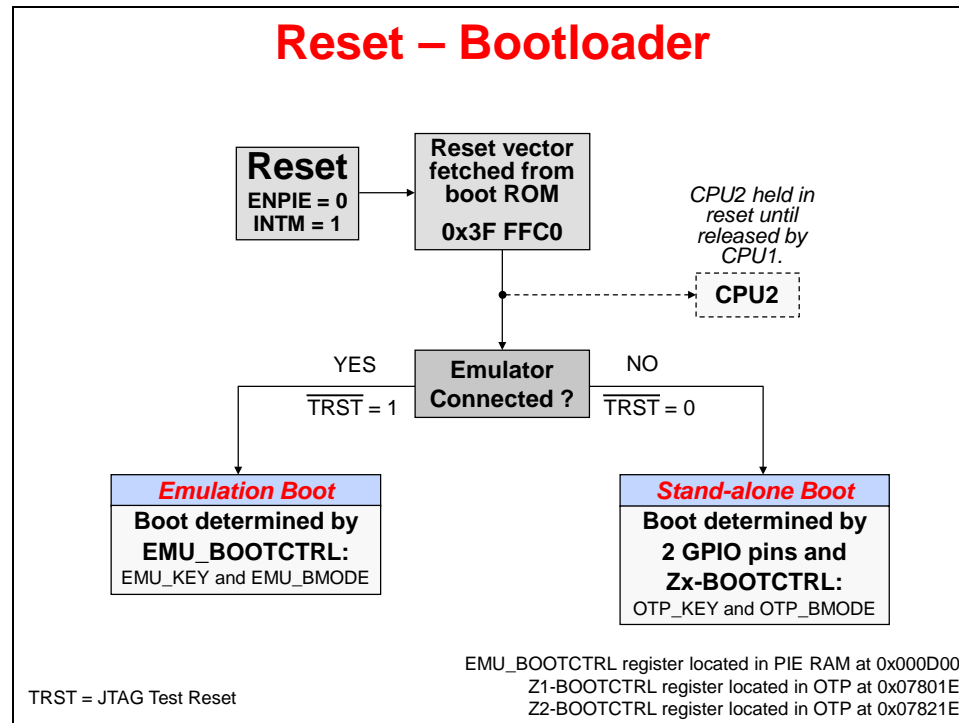 Reset – Bootloader
Reset
ENPIE = 0
INTM = 1
Reset vector
fetched from
boot ROM
0x3F FFC0
CPU2 held in
reset until
released by
CPU1.
CPU2
Emulator
Connected ?
YES
TRST = 1
NO
TRST = 0
Emulation Boot
Boot determined by
EMU_BOOTCTRL:
EMU_KEY and EMU_BMODE
Stand-alone Boot
Boot determined by
2 GPIO pins and
Zx-BOOTCTRL:
OTP_KEY and OTP_BMODE
TRST = JTAG Test Reset
EMU_BOOTCTRL register located in PIE RAM at 0x000D00
Z1-BOOTCTRL register located in OTP at 0x07801E
Z2-BOOTCTRL register located in OTP at 0x07821E